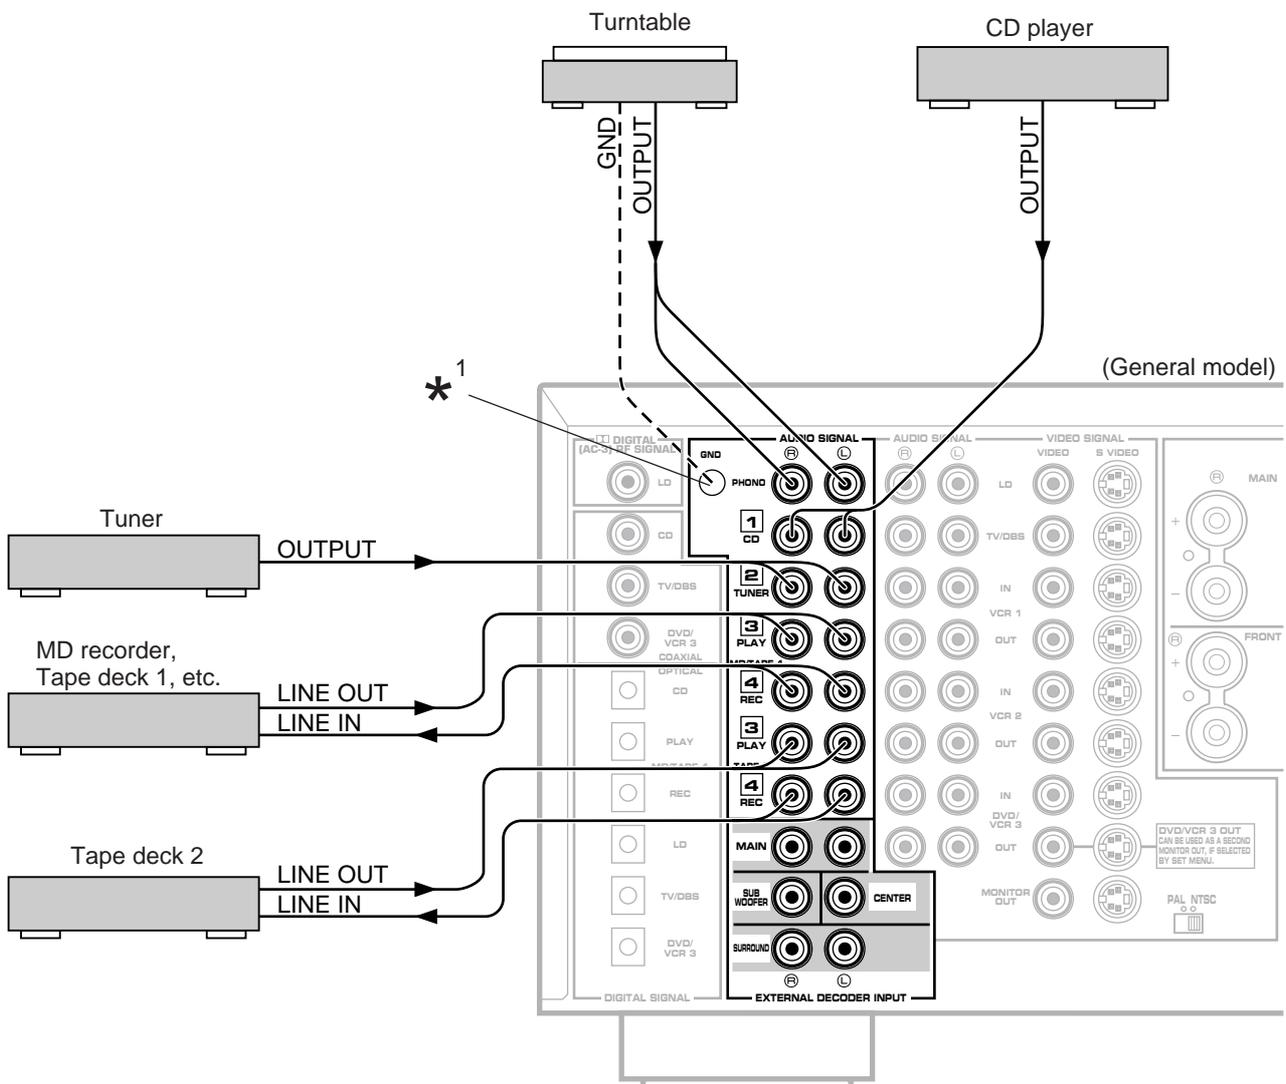 Turntable
CD player
GND
OUTPUT
OUTPUT
(General model)
*1
Tuner
OUTPUT
MD recorder,
Tape deck 1, etc.
LINE OUT
LINE IN
Tape deck 2
LINE OUT
LINE IN
DIGITAL
(AC-3) RF SIGNAL
LD
CD
TV/DBS
DVD/
VCR 3
COAXIAL
OPTICAL
CD
PLAY
MD/TAPE 1
REC
LD
TV/DBS
DVD/
VCR 3
DIGITAL SIGNAL
AUDIO SIGNAL
GND
R L
PHONO
1
CD
2
TUNER
3
PLAY
MD/TAPE 1
4
REC
3
PLAY
4
REC
MAIN
SUB
WOOFER
CENTER
SURROUND
R L
EXTERNAL DECODER INPUT
AUDIO SIGNAL
R L
VIDEO SIGNAL
VIDEO
S VIDEO
LD
TV/DBS
IN
VCR 1
OUT
IN
VCR 2
OUT
IN
DVD/
VCR 3
OUT
MONITOR
OUT
DVD/VCR 3 OUT
CAN BE USED AS A SECOND
MONITOR OUT, IF SELECTED
BY SET MENU.
PAL NTSC
R
MAIN
+
−
R
FRONT
+
−